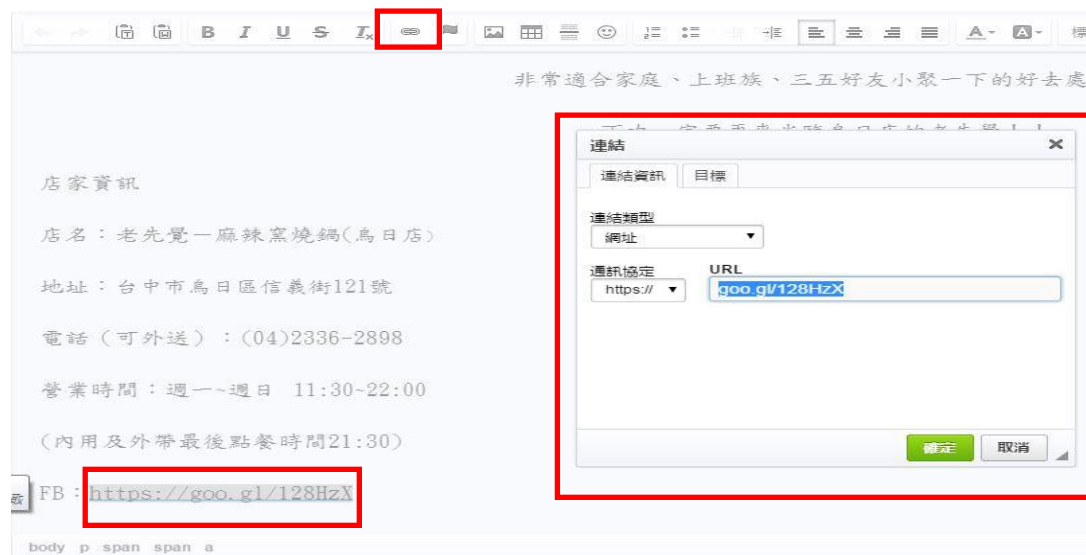 B I U S Ix A A 標
非常適合家庭、上班族、三五好友小聚一下的好去處
連結
連結資訊 目標
連結類型
網址
通訊協定 URL
https:// goo.gl/128HzX
確定 取消
店家資訊
店名：老先覺－麻辣窯燒鍋(烏日店)
地址：台中市烏日區信義街121號
電話（可外送）：(04)2336-2898
營業時間：週一~週日 11:30~22:00
(內用及外帶最後點餐時間21:30)
FB：https://goo.gl/128HzX
body p span span a